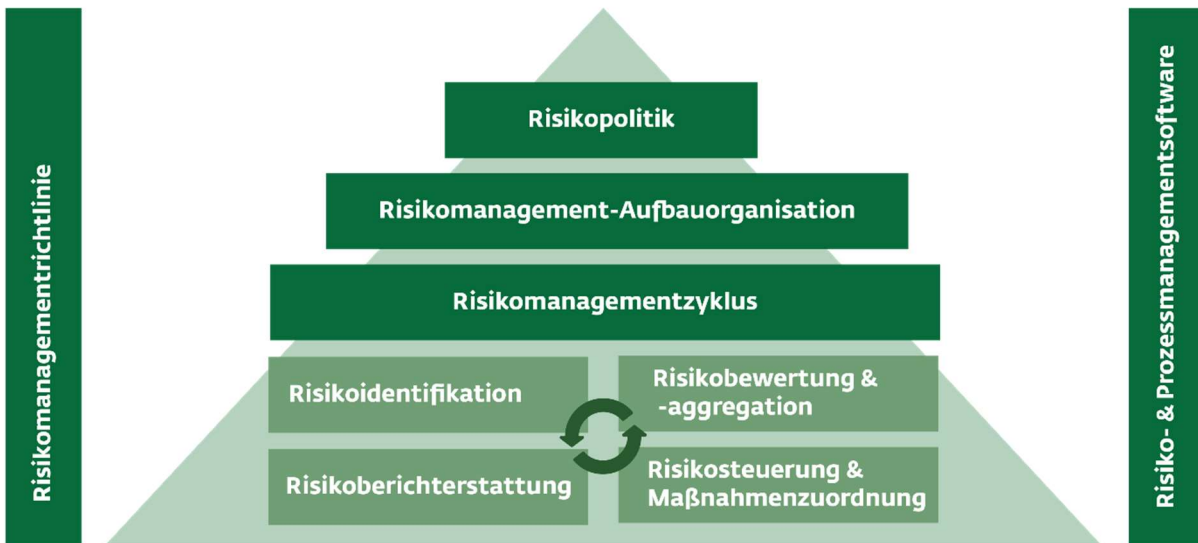 Risikomanagementrichtlinie
Risikopolitik
Risikomanagement-Aufbauorganisation
Risikomanagementzyklus
Risikoidentifikation
Risikobewertung &
-aggregation
Risikoberichterstattung
Risikosteuerung &
Maßnahmenzuordnung
Risiko- & Prozessmanagementsoftware